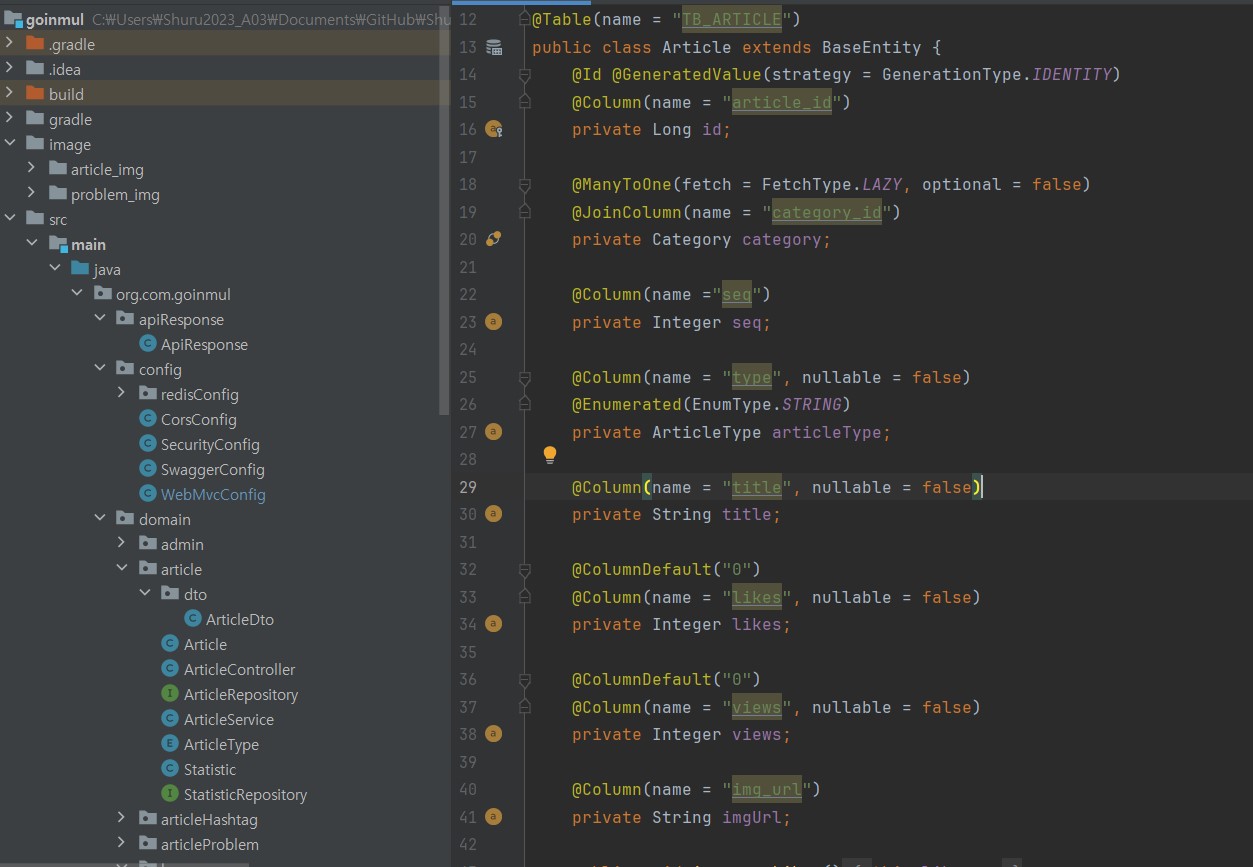 goinmul C:₩Users₩Shuru2023_A03₩Documents₩GitHub₩Shu
.gradle
.idea
build
gradle
image
article_img
problem_img
src
main
java
org.com.goinmul
apiResponse
ApiResponse
config
redisConfig
CorsConfig
SecurityConfig
SwaggerConfig
WebMvcConfig
domain
admin
article
dto
ArticleDto
Article
ArticleController
ArticleRepository
ArticleService
ArticleType
Statistic
StatisticRepository
articleHashtag
articleProblem
12 @Table(name = "TB_ARTICLE")
13 public class Article extends BaseEntity {
14 @Id @GeneratedValue(strategy = GenerationType.IDENTITY)
15 @Column(name = "article_id")
16 private Long id;
17
18 @ManyToOne(fetch = FetchType.LAZY, optional = false)
19 @JoinColumn(name = "category_id")
20 private Category category;
21
22 @Column(name ="seq")
23 private Integer seq;
24
25 @Column(name = "type", nullable = false)
26 @Enumerated(EnumType.STRING)
27 private ArticleType articleType;
28
29 @Column(name = "title", nullable = false)
30 private String title;
31
32 @ColumnDefault("0")
33 @Column(name = "likes", nullable = false)
34 private Integer likes;
35
36 @ColumnDefault("0")
37 @Column(name = "views", nullable = false)
38 private Integer views;
39
40 @Column(name = "img_url")
41 private String imgUrl;
42